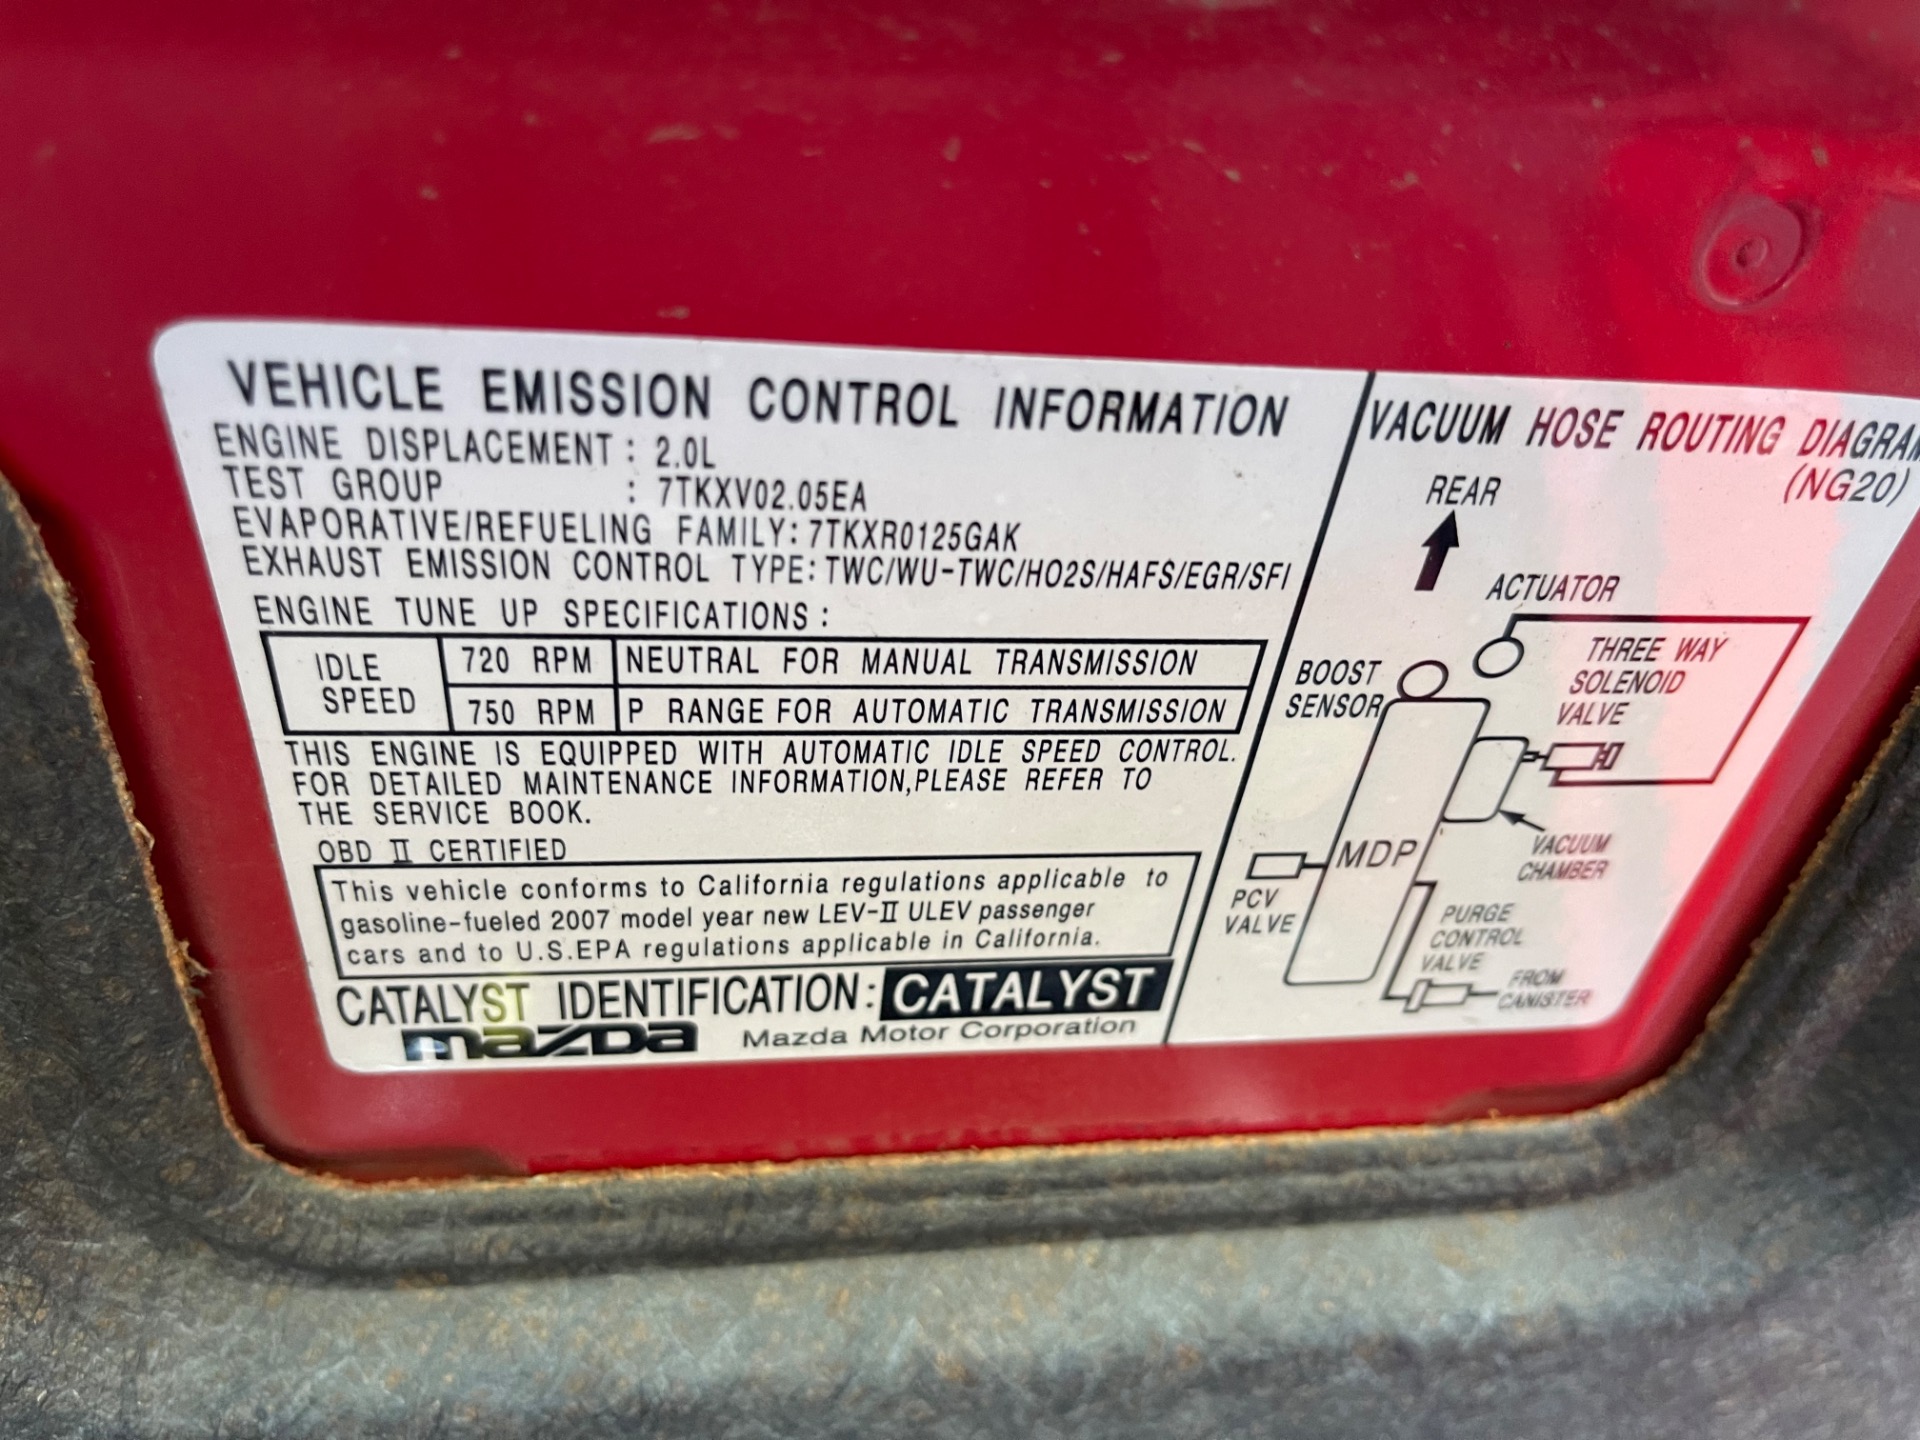 VEHICLE EMISSION CONTROL INFORMATION
ENGINE DISPLACEMENT : 2.0L
TEST GROUP : 7TKXV02.05EA
EVAPORATIVE/REFUELING FAMILY: 7TKXR0125GAK
EXHAUST EMISSION CONTROL TYPE: TWC/WU-TWC/HO2S/HAFS/EGR/SFI
ENGINE TUNE UP SPECIFICATIONS :
IDLE SPEED
720 RPM NEUTRAL FOR MANUAL TRANSMISSION
750 RPM P RANGE FOR AUTOMATIC TRANSMISSION
THIS ENGINE IS EQUIPPED WITH AUTOMATIC IDLE SPEED CONTROL.
FOR DETAILED MAINTENANCE INFORMATION,PLEASE REFER TO
THE SERVICE BOOK.
OBD II CERTIFIED
This vehicle conforms to California regulations applicable to
gasoline-fueled 2007 model year new LEV-II ULEV passenger
cars and to U.S.EPA regulations applicable in California.
CATALYST IDENTIFICATION: CATALYST
mazda Mazda Motor Corporation
VACUUM HOSE ROUTING DIAGRAM
(NG20)
REAR
ACTUATOR
THREE WAY
SOLENOID
VALVE
BOOST
SENSOR
MDP
VACUUM
CHAMBER
PCV
VALVE
PURGE
CONTROL
VALVE
FROM
CANISTER